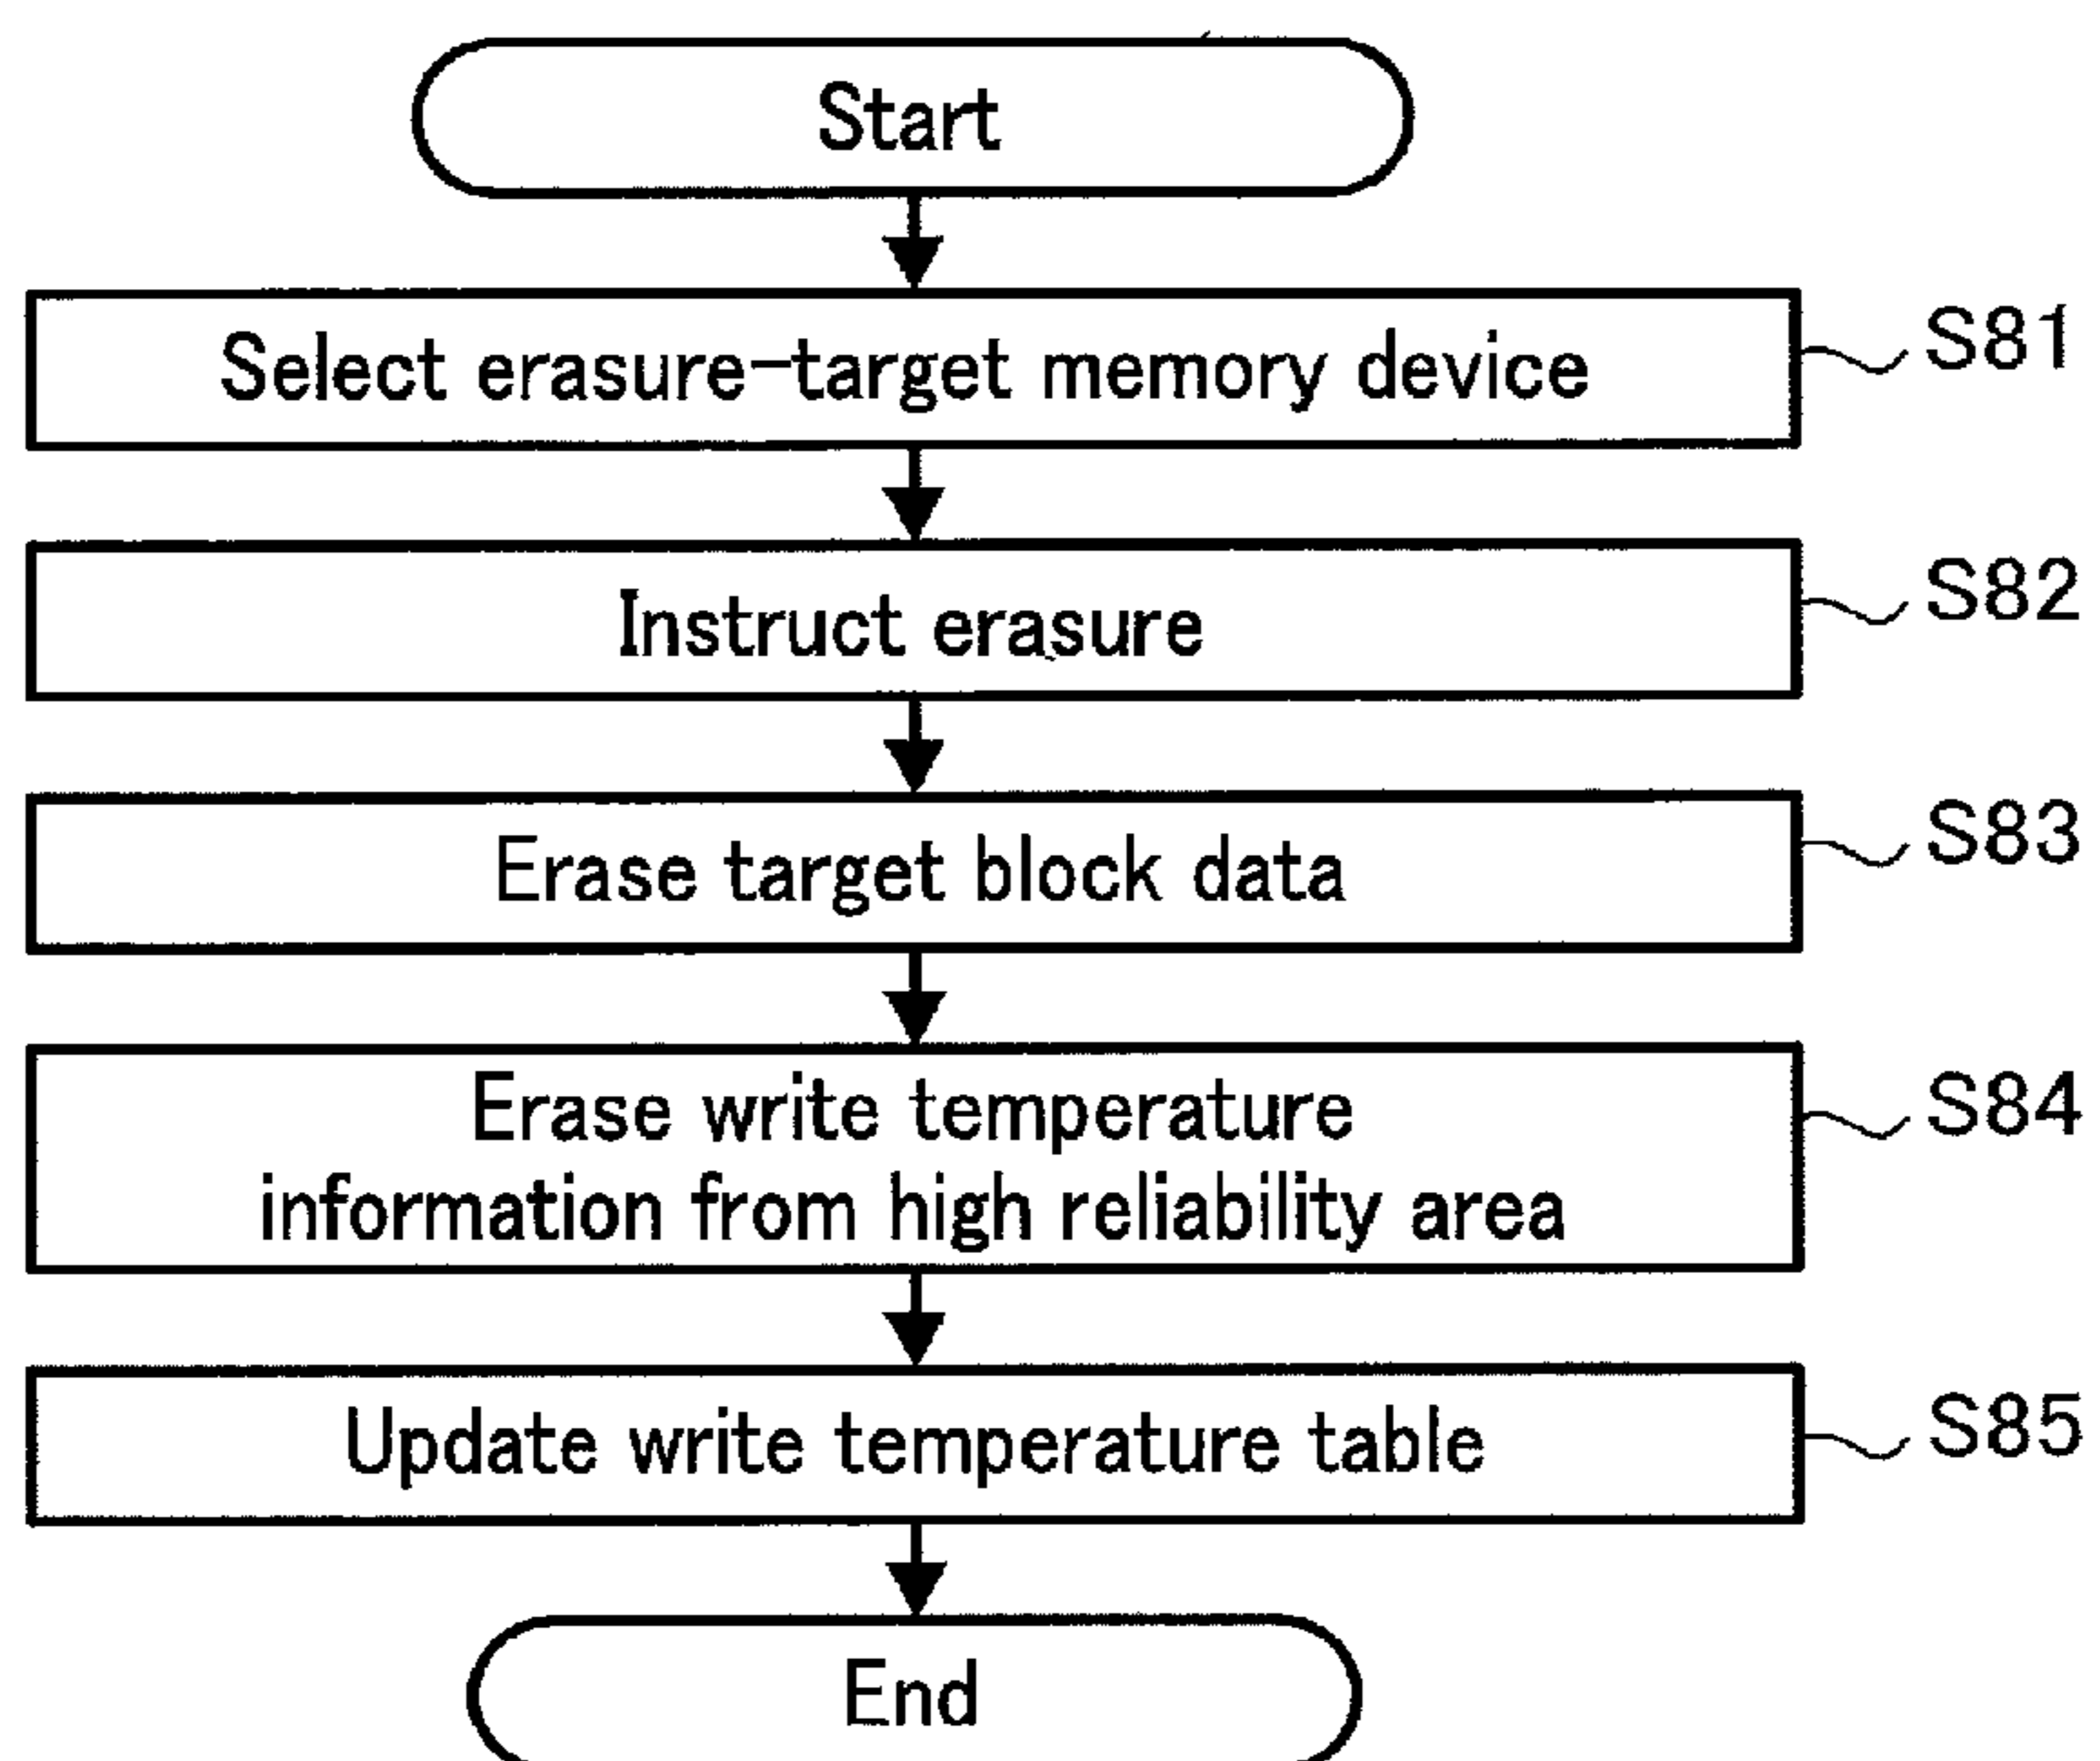 Start
Select erasure-target memory device
S81
Instruct erasure
S82
Erase target block data
S83
Erase write temperature
information from high reliability area
S84
Update write temperature table
S85
End